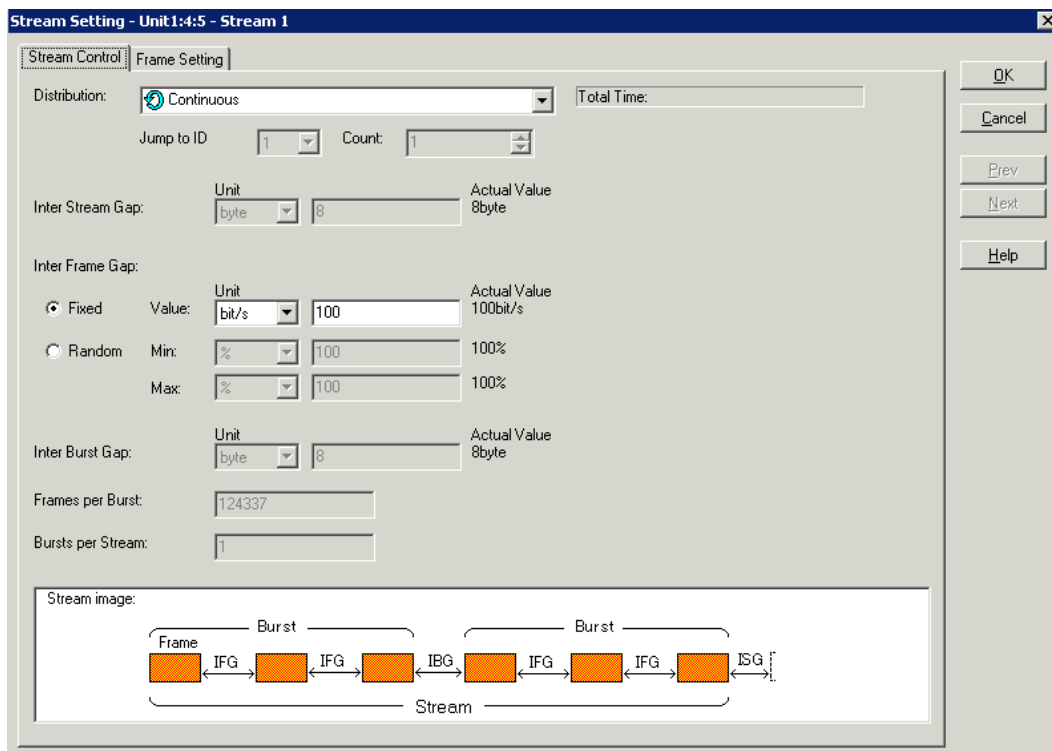 Stream Setting - Unit1:4:5 - Stream 1
Stream Control Frame Setting
OK
Distribution: Continuous Total Time:
Cancel
Jump to ID 1 Count: 1
Prev
Unit Actual Value
Inter Stream Gap: byte 8 8byte
Next
Help
Inter Frame Gap:
Unit Actual Value
Fixed Value: bit/s 100 100bit/s
Random Min: % 100 100%
Max: % 100 100%
Unit Actual Value
Inter Burst Gap: byte 8 8byte
Frames per Burst: 124337
Bursts per Stream: 1
Stream image:
Burst Burst
Frame
IFG IFG IBG IFG IFG ISG
Stream